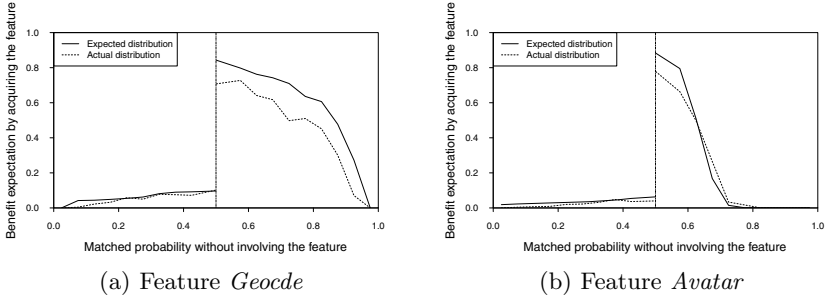 Benefit expectation by acquiring the feature
1.0
0.8
0.6
0.4
0.2
0.0
Expected distribution
Actual distribution
0.0 0.2 0.4 0.6 0.8 1.0
Matched probability without involving the feature
(a) Feature Geocde
Benefit expectation by acquiring the feature
1.0
0.8
0.6
0.4
0.2
0.0
Expected distribution
Actual distribution
0.0 0.2 0.4 0.6 0.8 1.0
Matched probability without involving the feature
(b) Feature Avatar